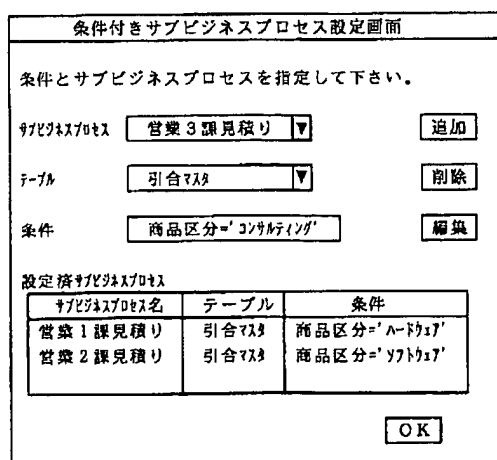 条件付きサブビジネスプロセス設定画面
条件とサブビジネスプロセスを指定して下さい。
ｻﾌﾞﾋﾞｼﾞﾈｽﾌﾟﾛｾｽ 営業３課見積り ▼ 追加
ﾃｰﾌﾞﾙ 引合ﾏｽﾀ ▼ 削除
条件 商品区分='ｺﾝｻﾙﾃｨﾝｸﾞ' 編集
設定済ｻﾌﾞﾋﾞｼﾞﾈｽﾌﾟﾛｾｽ
ｻﾌﾞﾋﾞｼﾞﾈｽﾌﾟﾛｾｽ名 テーブル 条件
営業１課見積り 引合ﾏｽﾀ 商品区分='ﾊｰﾄﾞｳｪｱ'
営業２課見積り 引合ﾏｽﾀ 商品区分='ｿﾌﾄｳｪｱ'
ＯＫ